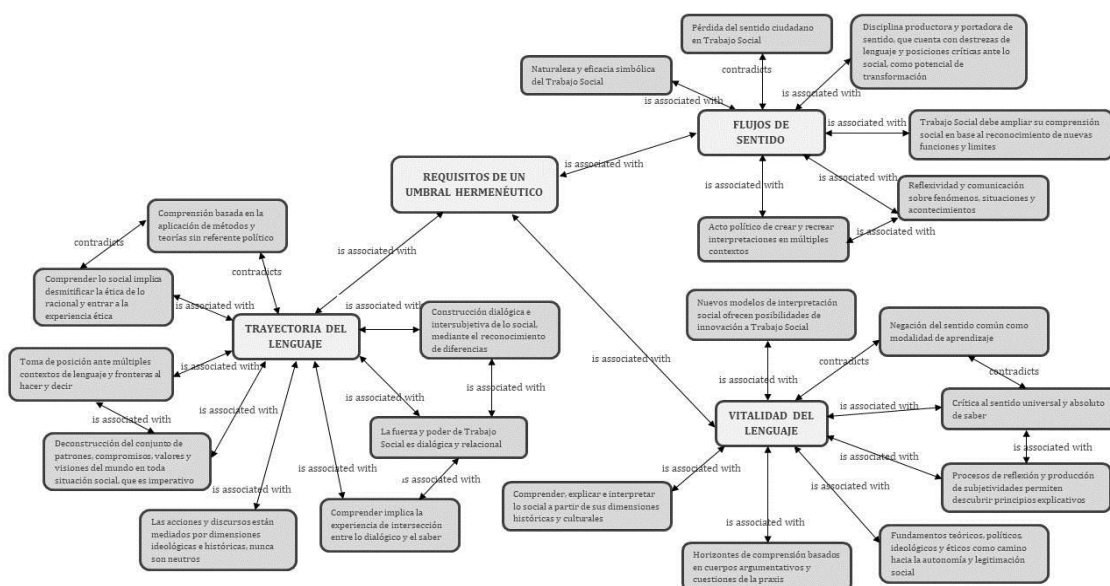 Pérdida del sentido ciudadano
en Trabajo Social
Disciplina productora y portadora de
sentido, que cuenta con destrezas de
lenguaje y posiciones críticas ante lo
social, como potencial de
transformación
Naturaleza y eficacia simbólica
del Trabajo Social
contradicts
is associated with
is associated with
FLUJOS DE
SENTIDO
is associated with
Trabajo Social debe ampliar su comprensión
social en base al reconocimiento de nuevas
funciones y limites
is associated with
REQUISITOS DE UN
UMBRAL HERMENÉUTICO
is associated with
is associated with
Reflexividad y comunicación
sobre fenómenos, situaciones y
acontecimientos
Acto político de crear y recrear
interpretaciones en múltiples
contextos
is associated with
Comprensión basada en la
aplicación de métodos y
teorías sin referente político
contradicts
contradicts
is associated with
Comprender lo social implica
desmitificar la ética de lo
racional y entrar a la
experiencia ética
is associated with
TRAYECTORIA DEL
LENGUAJE
is associated with
Construcción dialógica e
intersubjetiva de lo social,
mediante el reconocimiento
de diferencias
Toma de posición ante múltiples
contextos de lenguaje y fronteras al
hacer y decir
is associated with
is associated with
is associated with
is associated with
is associated with
La fuerza y poder de Trabajo
Social es dialógica y relacional
Deconstrucción del conjunto de
patrones, compromisos, valores y
visiones del mundo en toda
situación social, que es imperativo
is associated with
is associated with
is associated with
Las acciones y discursos están
mediados por dimensiones
ideológicas e históricas, nunca
son neutros
Comprender implica la
experiencia de intersección
entre lo dialógico y el saber
is associated with
Nuevos modelos de interpretación
social ofrecen posibilidades de
innovación a Trabajo Social
Negación del sentido común como
modalidad de aprendizaje
contradicts
contradicts
is associated with
VITALIDAD DEL
LENGUAJE
is associated with
Crítica al sentido universal y absoluto
de saber
is associated with
is associated with
Procesos de reflexión y producción
de subjetividades permiten
descubrir principios explicativos
is associated with
Comprender, explicar e interpretar
lo social a partir de sus dimensiones
históricas y culturales
is associated with
is associated with
Horizontes de comprensión basados
en cuerpos argumentativos y
cuestiones de la praxis
Fundamentos teóricos, políticos,
ideológicos y éticos como camino
hacia la autonomía y legitimación
social